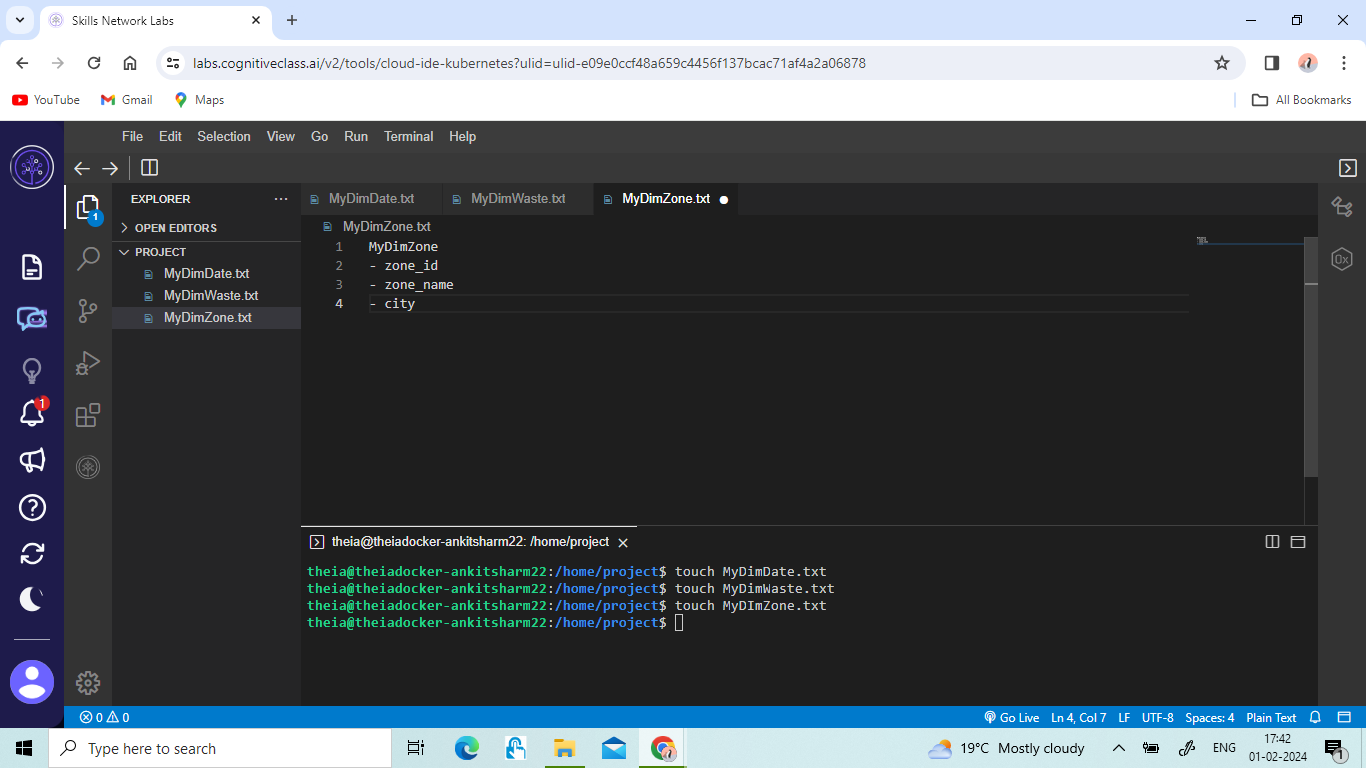 Skills Network Labs
labs.cognitiveclass.ai/v2/tools/cloud-ide-kubernetes?ulid=ulid-e09e0ccf48a659c4456f137bcac71af4a2a06878
YouTube Gmail Maps All Bookmarks
File Edit Selection View Go Run Terminal Help
EXPLORER
MyDimDate.txt MyDimWaste.txt MyDimZone.txt
1
OPEN EDITORS
MyDimZone.txt
PROJECT
MyDimDate.txt
MyDimWaste.txt
MyDimZone.txt
1 MyDimZone
2 - zone_id
3 - zone_name
4 - city
0x
1
theia@theiadocker-ankitsharm22: /home/project
theia@theiadocker-ankitsharm22:/home/project$ touch MyDimDate.txt
theia@theiadocker-ankitsharm22:/home/project$ touch MyDimWaste.txt
theia@theiadocker-ankitsharm22:/home/project$ touch MyDImZone.txt
theia@theiadocker-ankitsharm22:/home/project$
0 0 Go Live Ln 4, Col 7 LF UTF-8 Spaces: 4 Plain Text
Type here to search 19°C Mostly cloudy ENG 17:42
01-02-2024 1